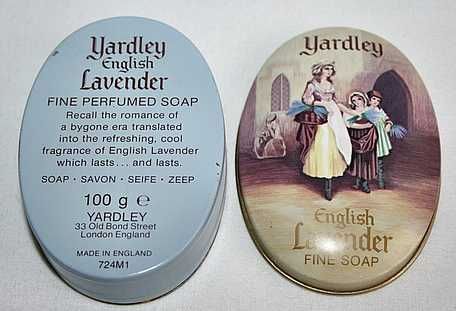 Yardley
English
Lavender
FINE PERFUMED SOAP
Recall the romance of
a bygone era translated
into the refreshing, cool
fragrance of English Lavender
which lasts... and lasts.
SOAP · SAVON · SEIFE · ZEEP
100 g ℮
YARDLEY
33 Old Bond Street
London England
MADE IN ENGLAND
724M1
Yardley
English
Lavender
FINE SOAP